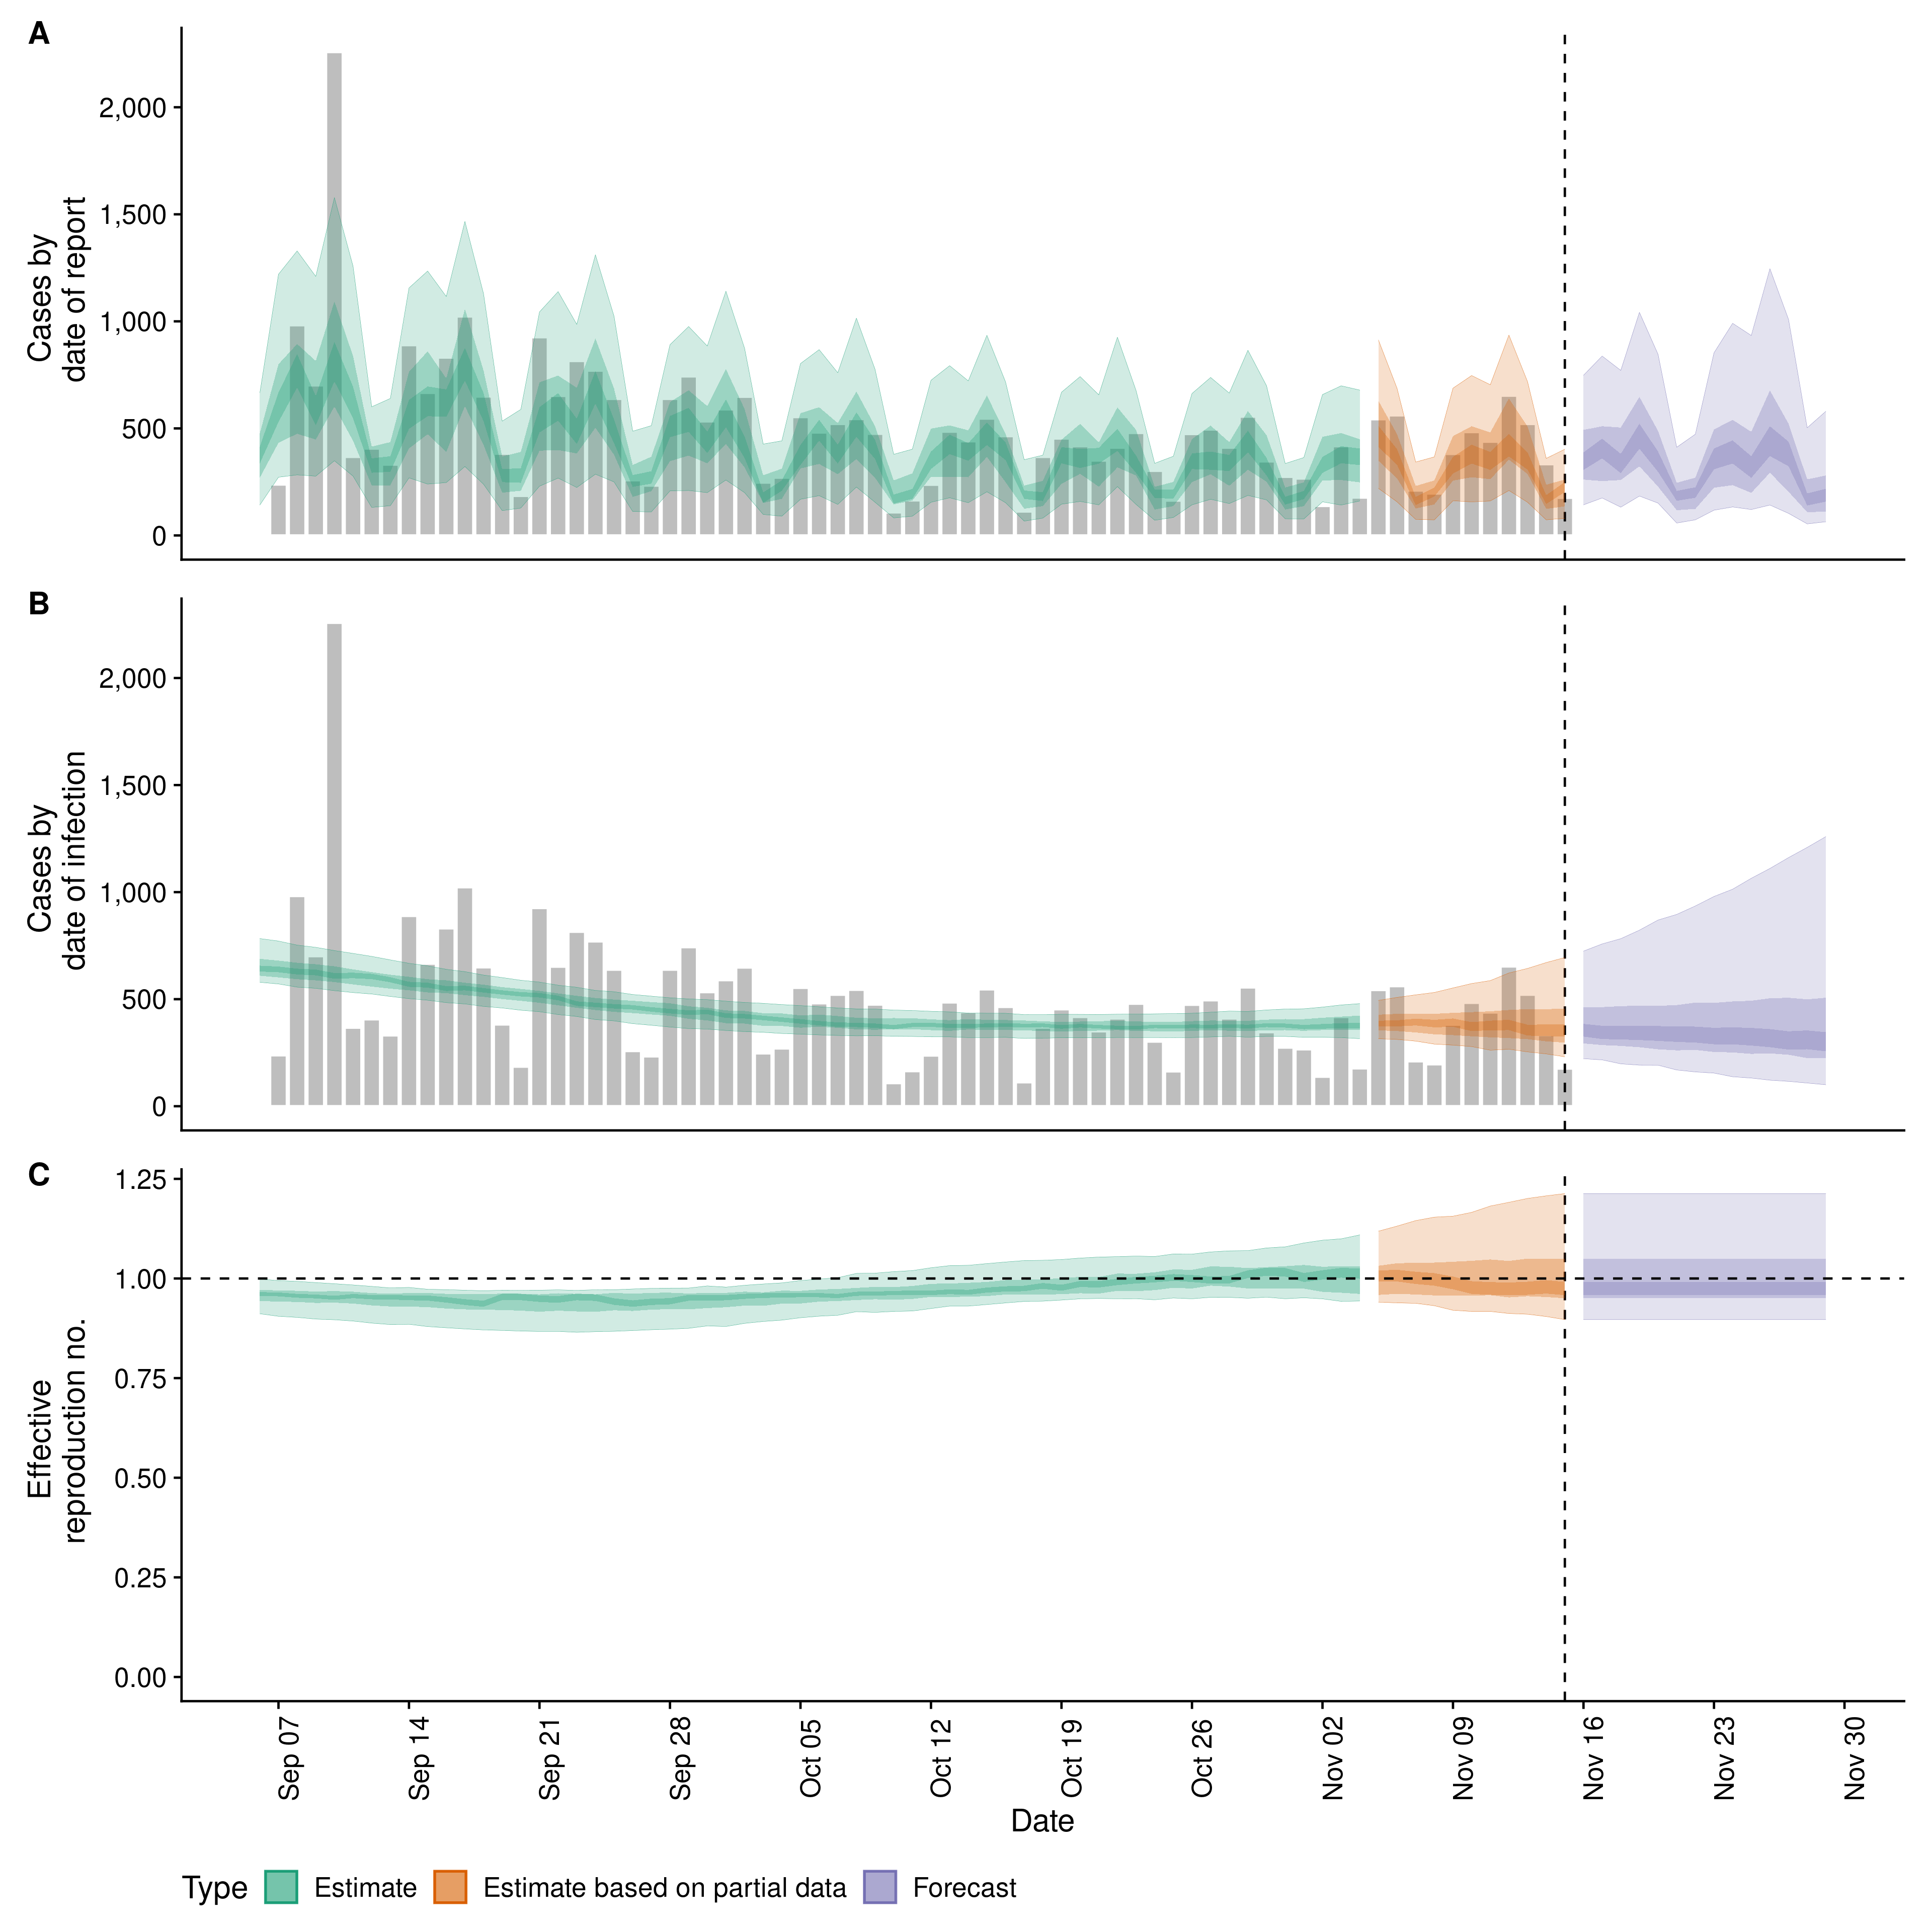 A
Cases by
date of report
2,000
1,500
1,000
500
0
B
Cases by
date of infection
2,000
1,500
1,000
500
0
C
Effective
reproduction no.
1.25
1.00
0.75
0.50
0.25
0.00
Sep 07
Sep 14
Sep 21
Sep 28
Oct 05
Oct 12
Oct 19
Oct 26
Nov 02
Nov 09
Nov 16
Nov 23
Nov 30
Date
Type Estimate Estimate based on partial data Forecast